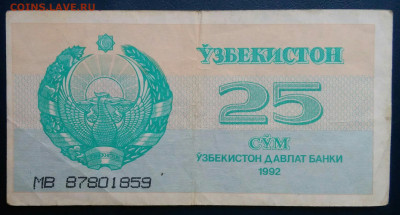 COINS.LAVE.RU
ЎЗБЕКИСТОН
25
СЎМ
ЎЗБЕКИСТОН ДАВЛАТ БАНКИ
1992
МВ 87801859